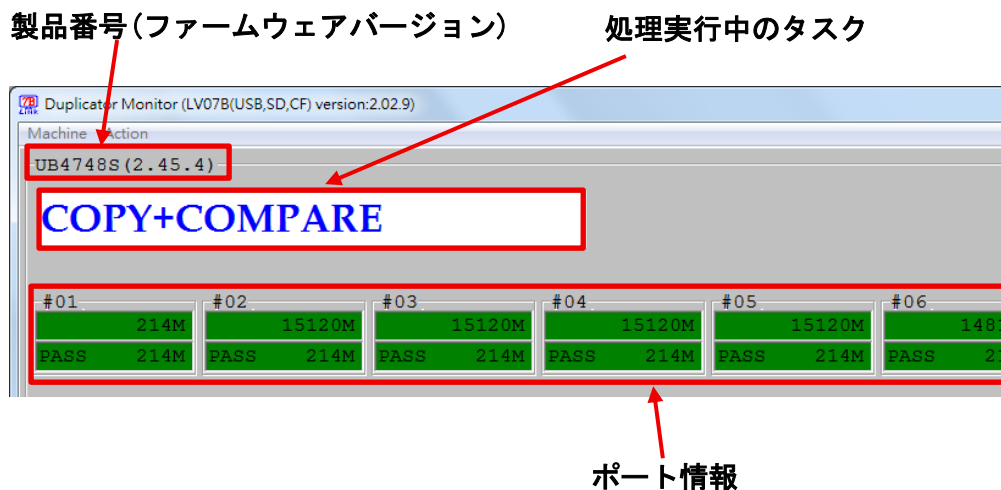 製品番号(ファームウェアバージョン)
処理実行中のタスク
7B Link Duplicator Monitor (LV07B(USB,SD,CF) version:2.02.9)
Machine Action
UB4748S(2.45.4)
COPY+COMPARE
#01 #02 #03 #04 #05 #06
214M 15120M 15120M 15120M 15120M
PASS 214M PASS 214M PASS 214M PASS 214M PASS 214M PASS
ポート情報